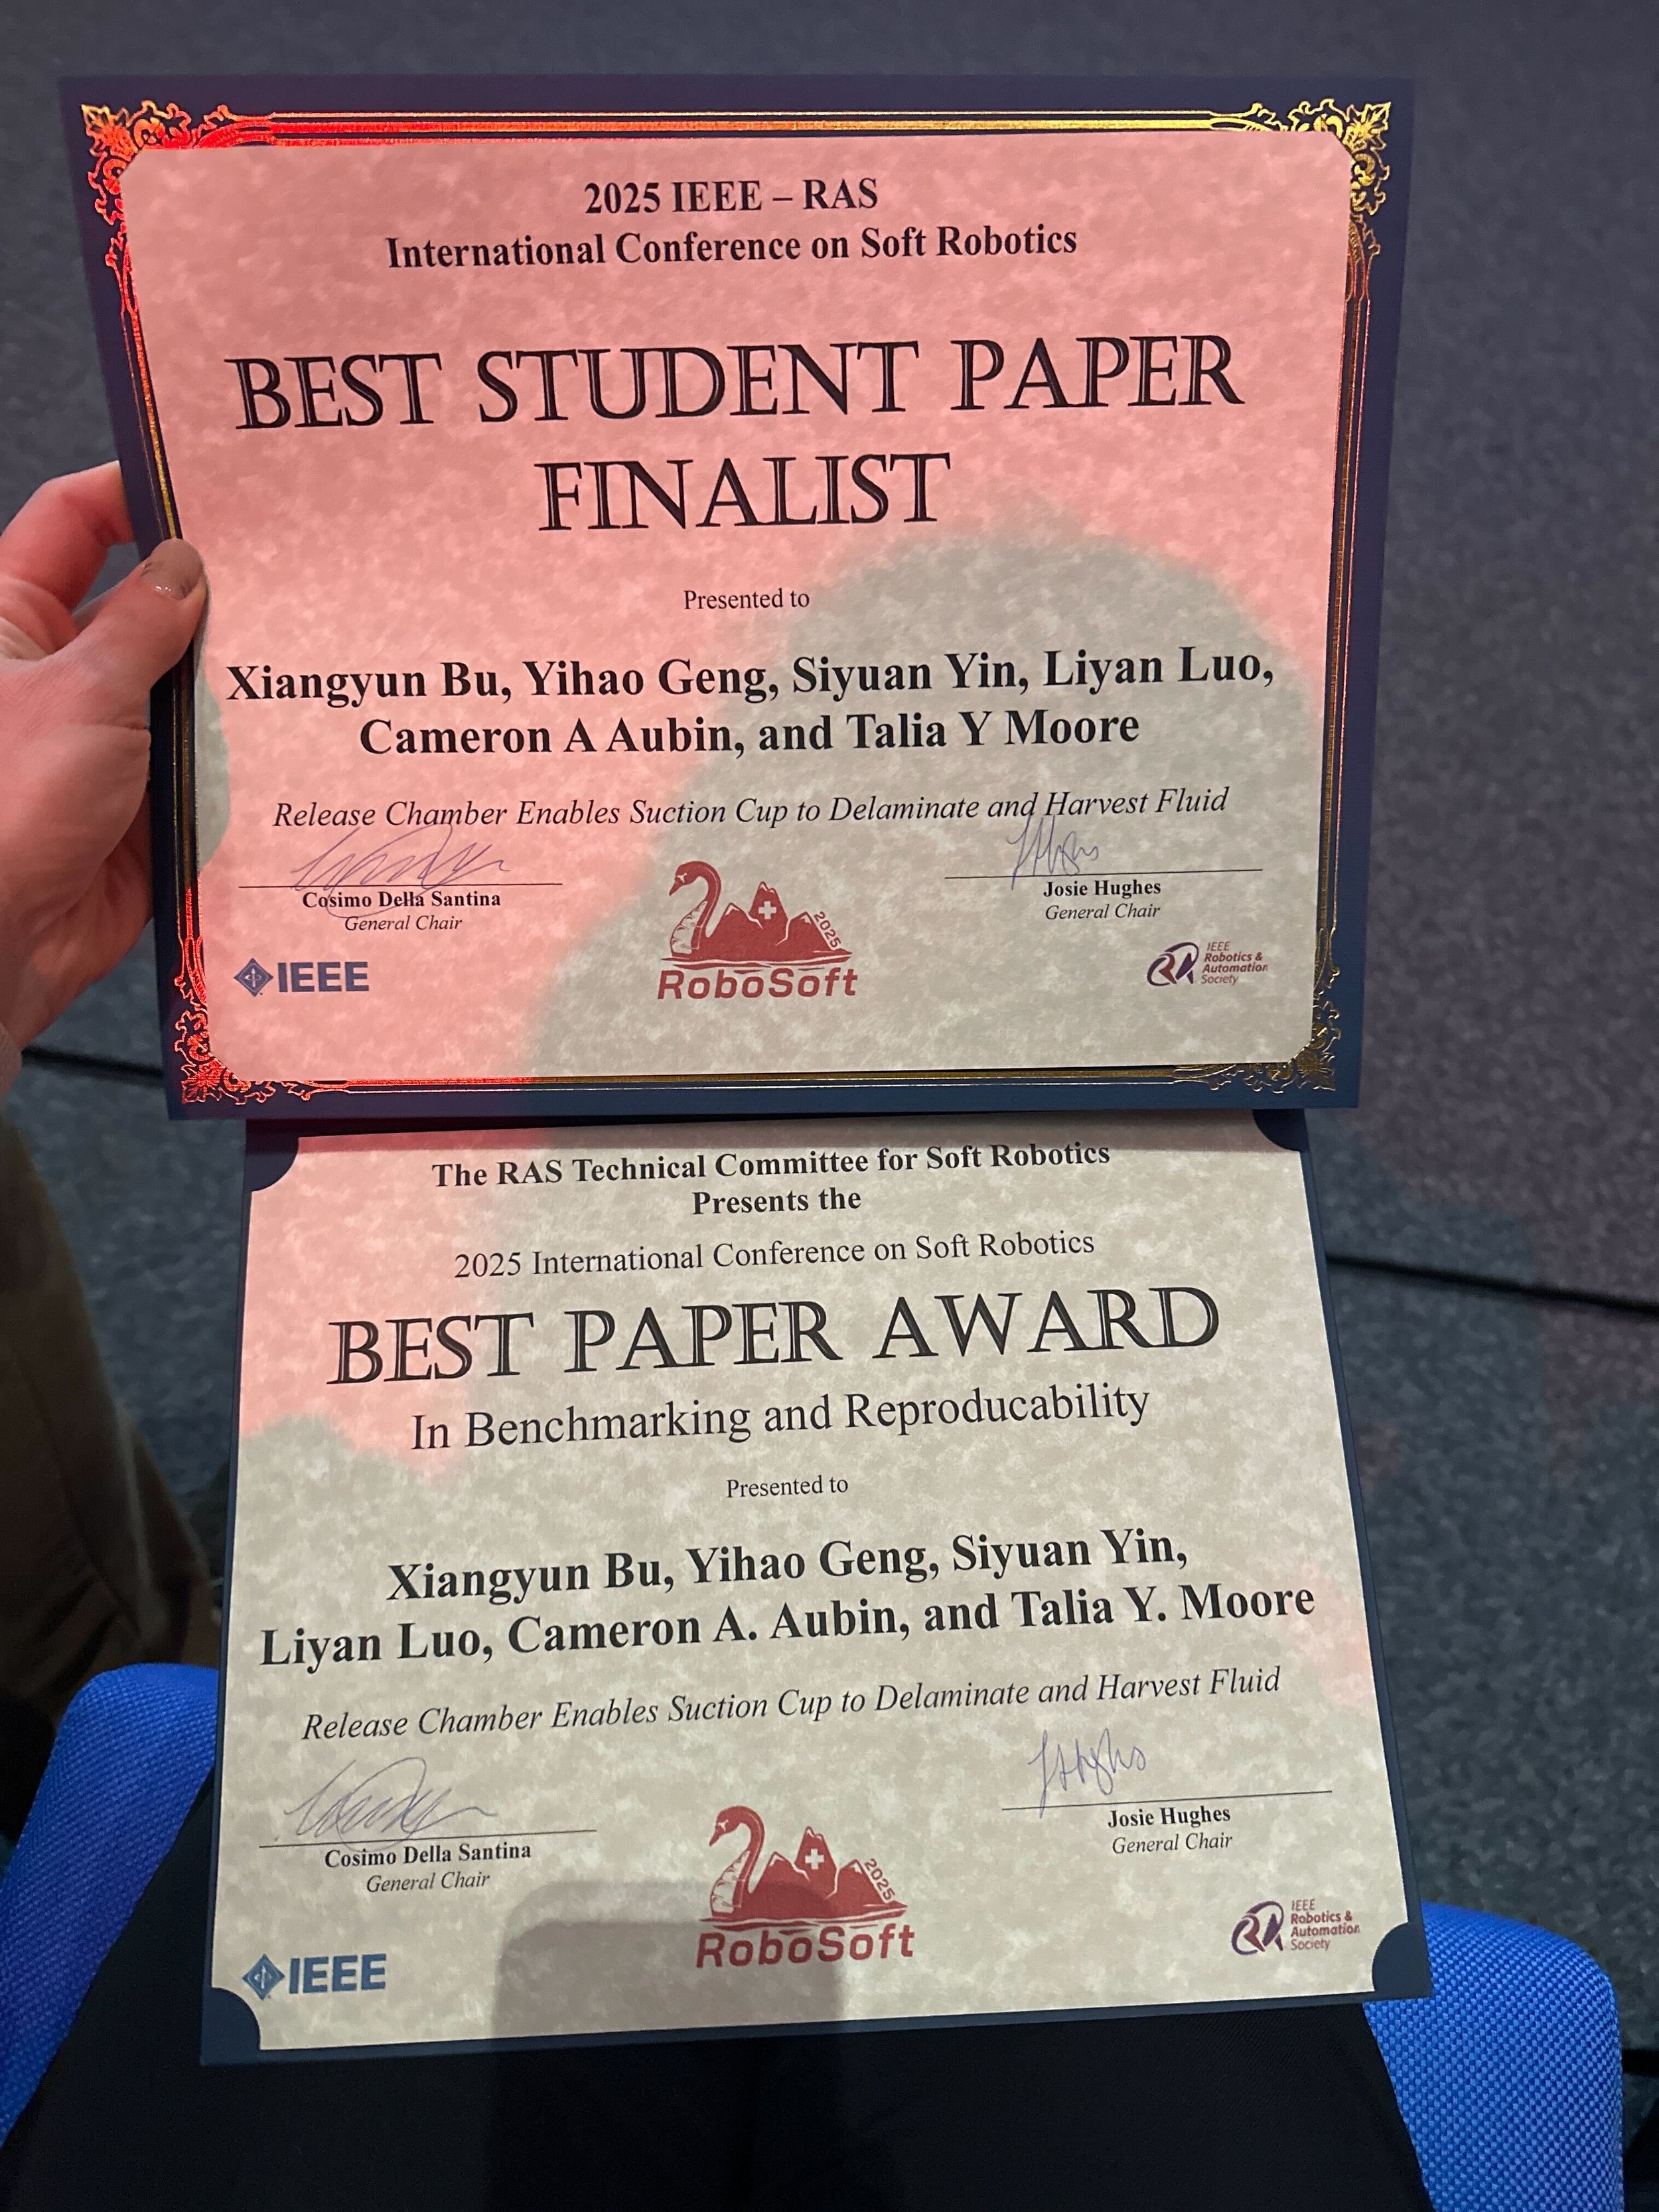 2025 IEEE – RAS
International Conference on Soft Robotics
BEST STUDENT PAPER
FINALIST
Presented to
Xiangyun Bu, Yihao Geng, Siyuan Yin, Liyan Luo,
Cameron A Aubin, and Talia Y Moore
Release Chamber Enables Suction Cup to Delaminate and Harvest Fluid
Cosimo Della Santina
General Chair
Josie Hughes
General Chair
IEEE
2025
RoboSoft
IEEE
Robotics &
Automation
Society
The RAS Technical Committee for Soft Robotics
Presents the
2025 International Conference on Soft Robotics
BEST PAPER AWARD
In Benchmarking and Reproducability
Presented to
Xiangyun Bu, Yihao Geng, Siyuan Yin,
Liyan Luo, Cameron A. Aubin, and Talia Y. Moore
Release Chamber Enables Suction Cup to Delaminate and Harvest Fluid
Cosimo Della Santina
General Chair
Josie Hughes
General Chair
IEEE
2025
RoboSoft
IEEE
Robotics &
Automation
Society